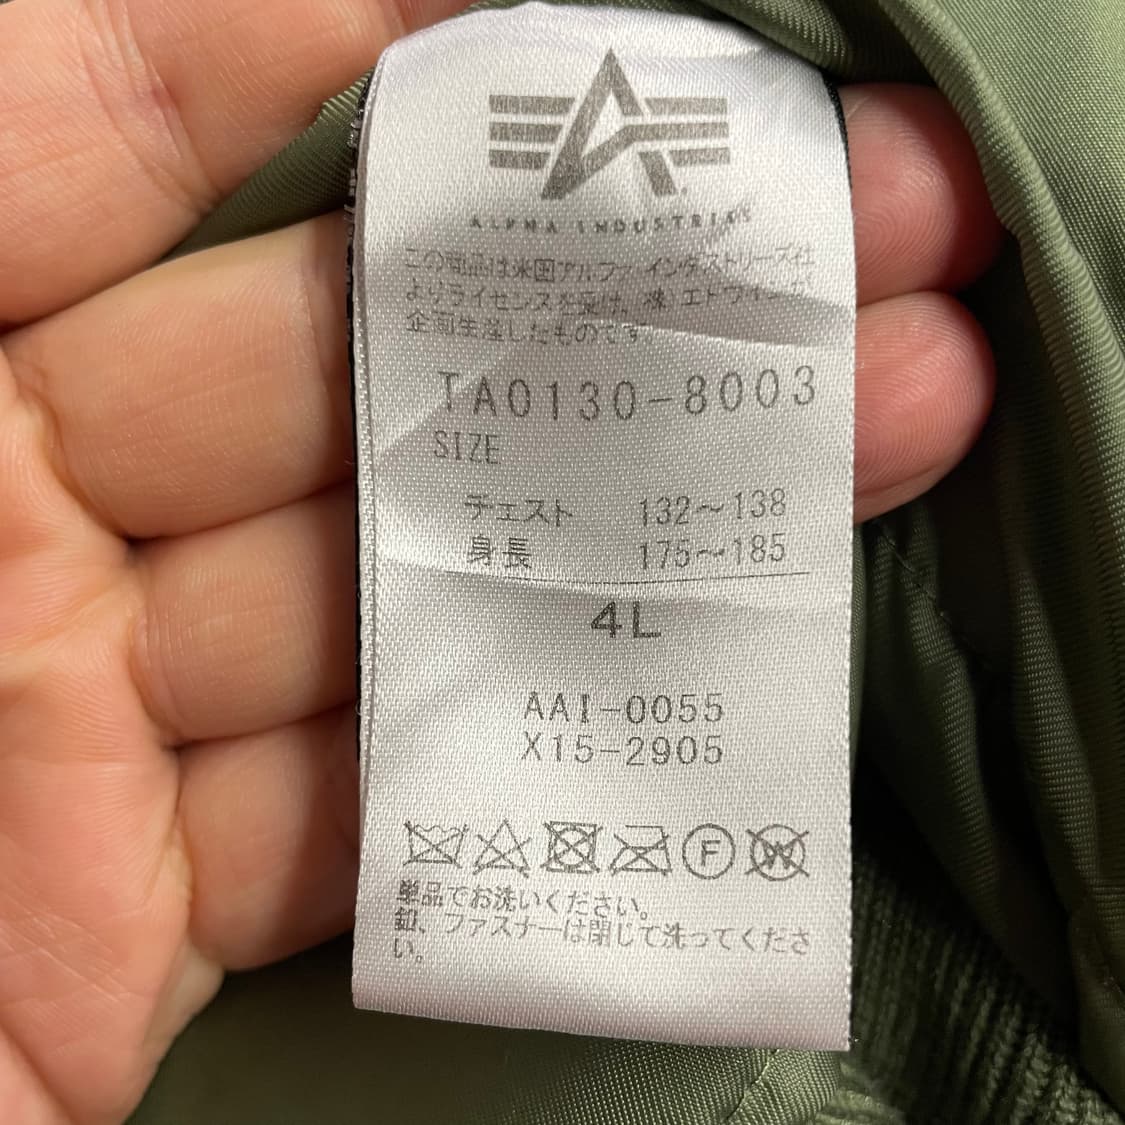 ALPHA INDUSTRIES
この商品は米国アルファ インダストリーズ社
よりライセンスを受け、㈱エドウインが
企画生産したものです。
TA0130-8003
SIZE
チェスト 132～138
身長 175～185
4L
AAI-0055
X15-2905
F W
単品でお洗いください。
釦、ファスナーは閉じて洗ってくださ
い。